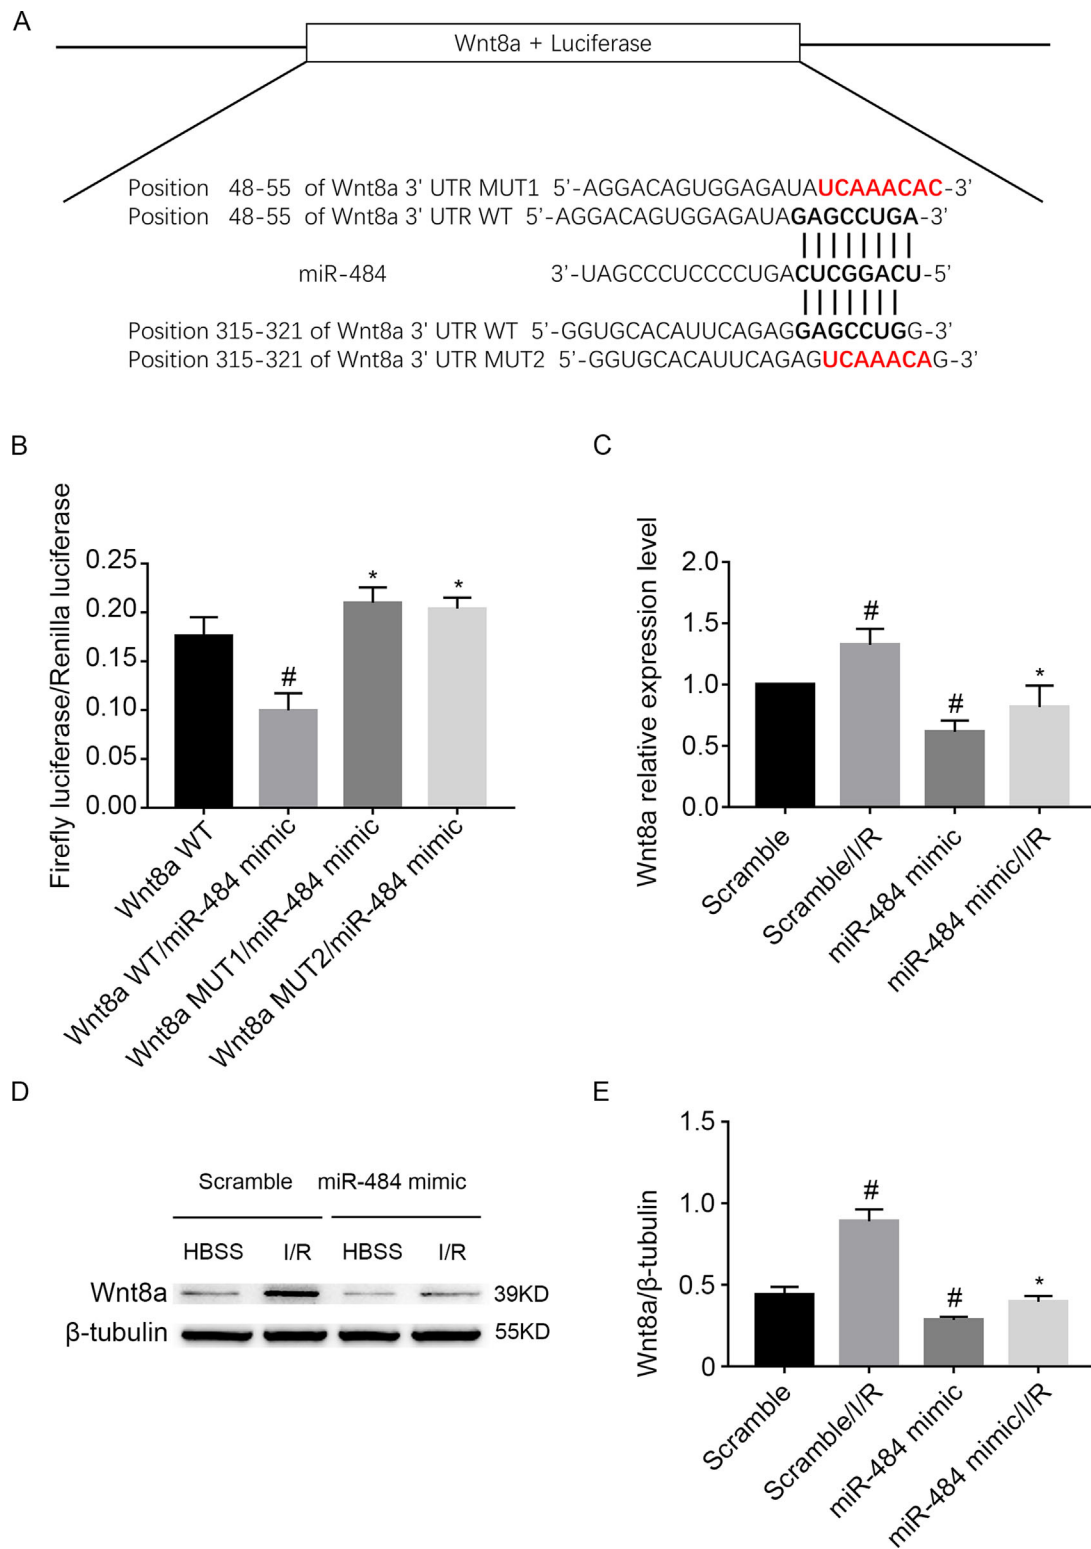 A
Wnt8a + Luciferase
Position 48-55 of Wnt8a 3' UTR MUT1 5’-AGGACAGUGGAGAUAUCAAACAC-3’
Position 48-55 of Wnt8a 3' UTR WT 5’-AGGACAGUGGAGAUAGAGCCUGA-3’
miR-484 3’-UAGCCCUCCCCUGACUCGGACU-5’
Position 315-321 of Wnt8a 3' UTR WT 5’-GGUGCACAUUCAGAGGAGCCUGG-3’
Position 315-321 of Wnt8a 3' UTR MUT2 5’-GGUGCACAUUCAGAGUCAAACAG-3’
B
Firefly luciferase/Renilla luciferase
0.25
0.20
0.15
0.10
0.05
0.00
#
*
*
Wnt8a WT
Wnt8a WT/miR-484 mimic
Wnt8a MUT1/miR-484 mimic
Wnt8a MUT2/miR-484 mimic
C
Wnt8a relative expression level
2.0
1.5
1.0
0.5
0.0
#
#
*
Scramble
Scramble/I/R
miR-484 mimic
miR-484 mimic/I/R
D
Scramble miR-484 mimic
HBSS I/R HBSS I/R
Wnt8a 39KD
β-tubulin 55KD
E
Wnt8a/β-tubulin
1.5
1.0
0.5
0
#
#
*
Scramble
Scramble/I/R
miR-484 mimic
miR-484 mimic/I/R